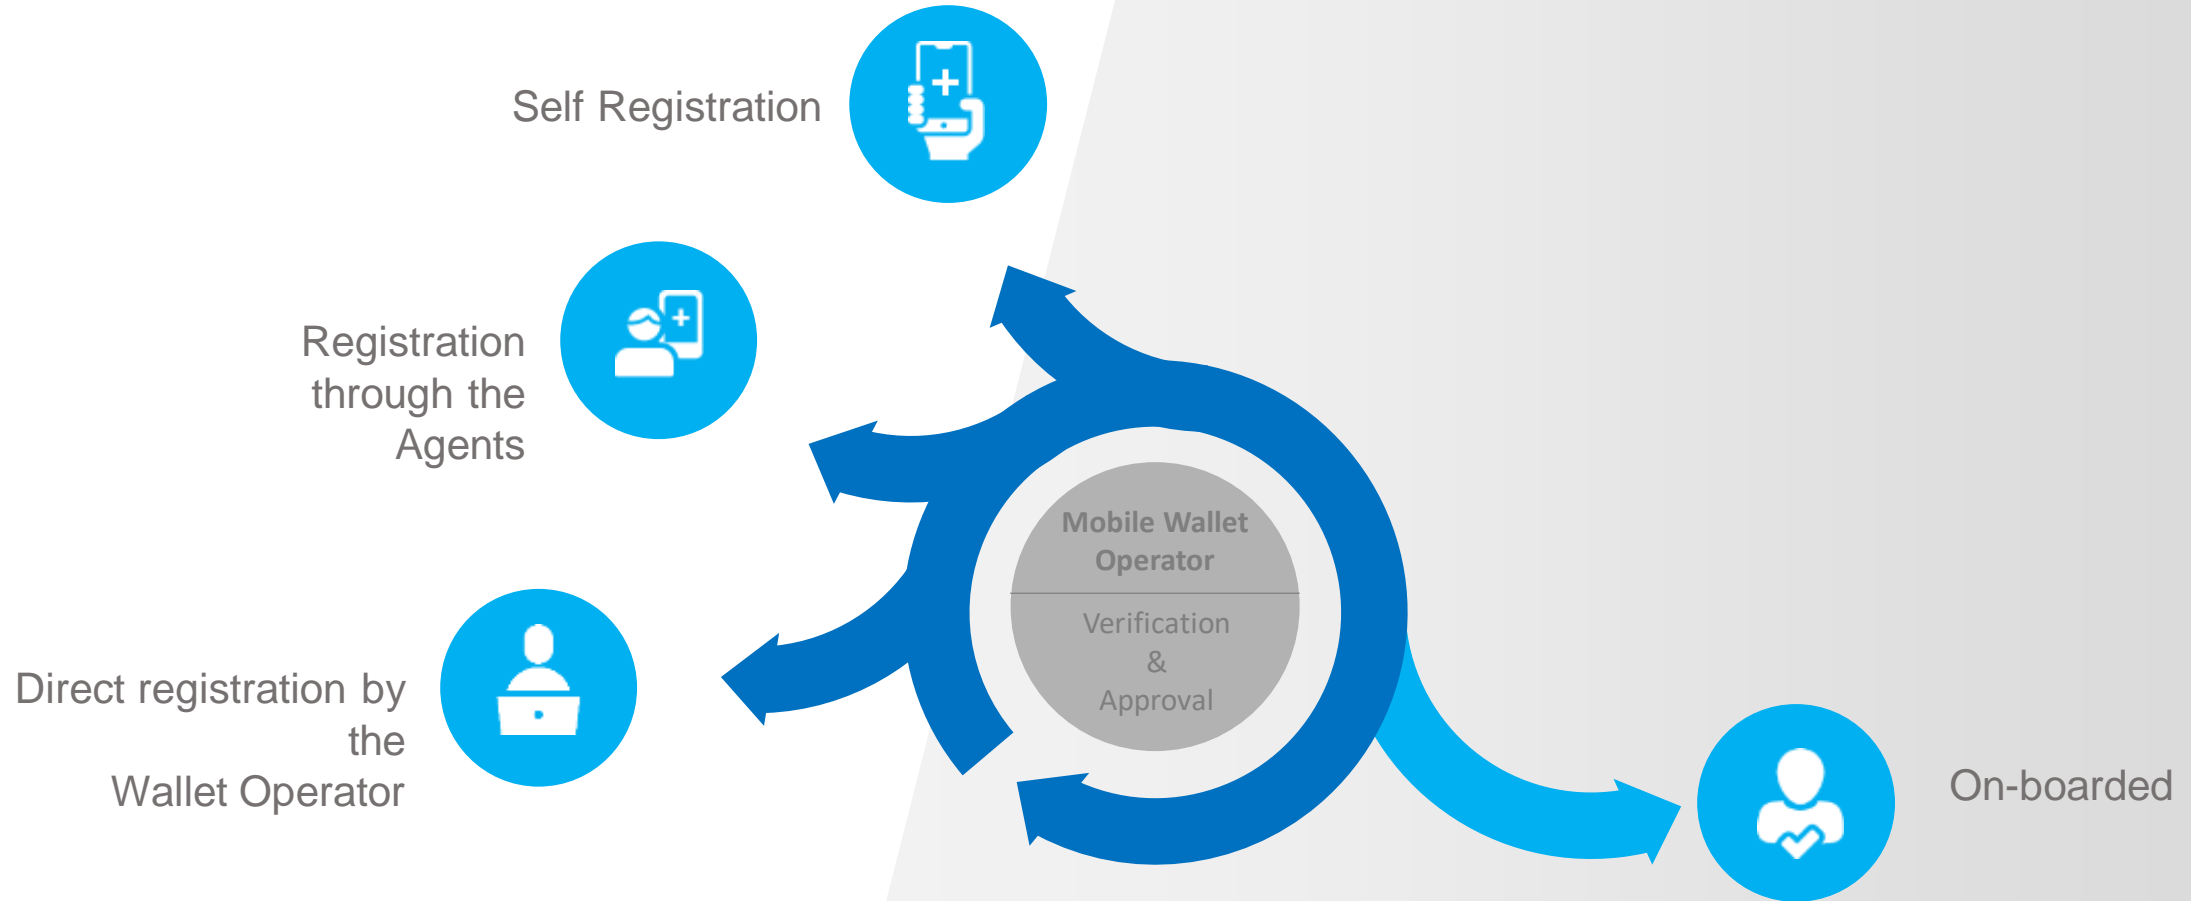 Self Registration
Registration
through the
Agents
Mobile Wallet
Operator
Verification
&
Approval
Direct registration by
the
Wallet Operator
On-boarded